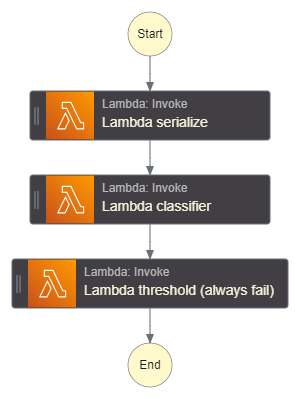 Start
Lambda: Invoke
Lambda serialize
Lambda: Invoke
Lambda classifier
Lambda: Invoke
Lambda threshold (always fail)
End